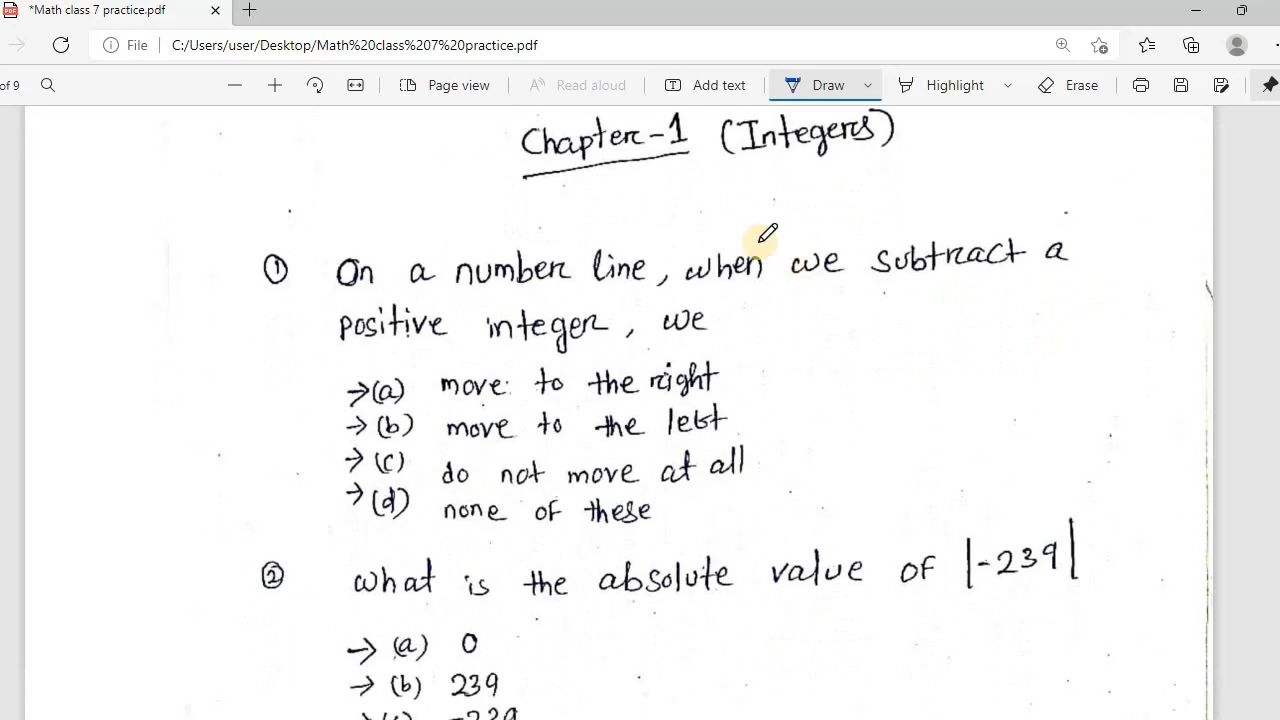 *Math class 7 practice.pdf
File
C:/Users/user/Desktop/Math%20class%207%20practice.pdf
of 9
Page view
Read aloud
Add text
Draw
Highlight
Erase
Chapter-1 (Integers)
① On a number line, when we subtract a
positive integer, we
→(a) move to the right
→(b) move to the left
→(c) do not move at all
→(d) none of these
② What is the absolute value of |-239|
→(a) 0
→(b) 239
→(c) -239